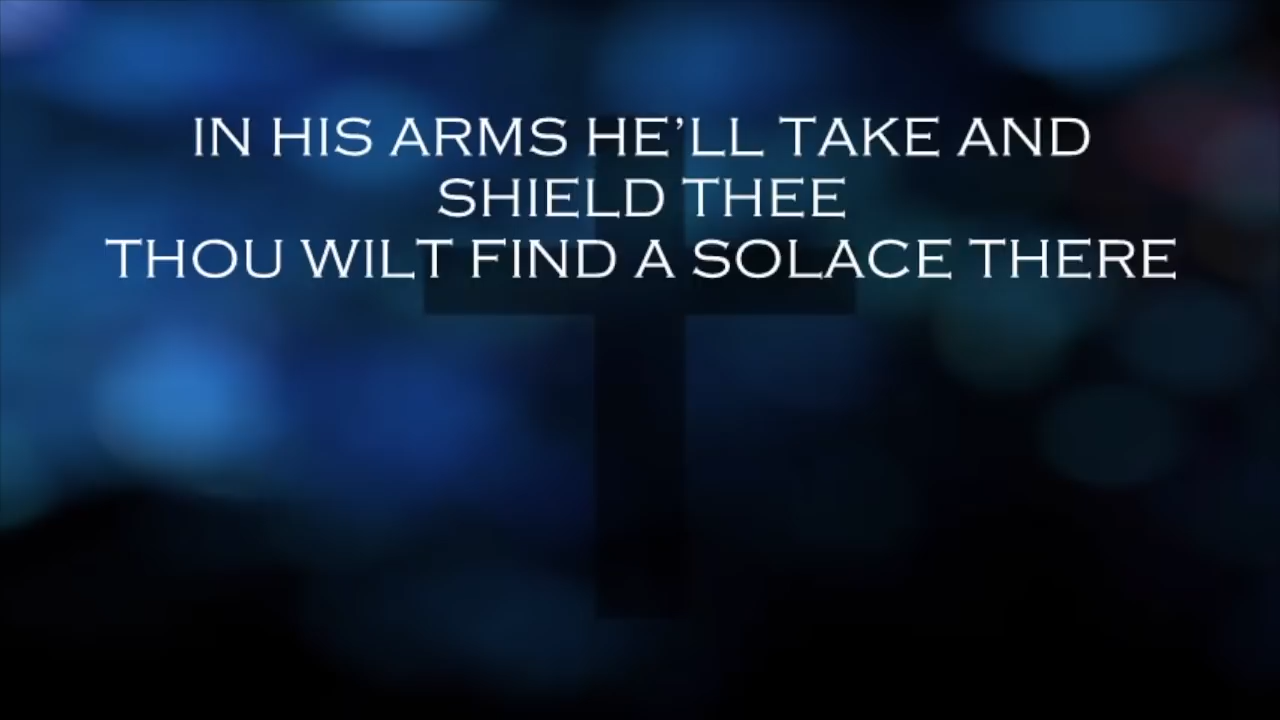 IN HIS ARMS HE’LL TAKE AND
SHIELD THEE
THOU WILT FIND A SOLACE THERE